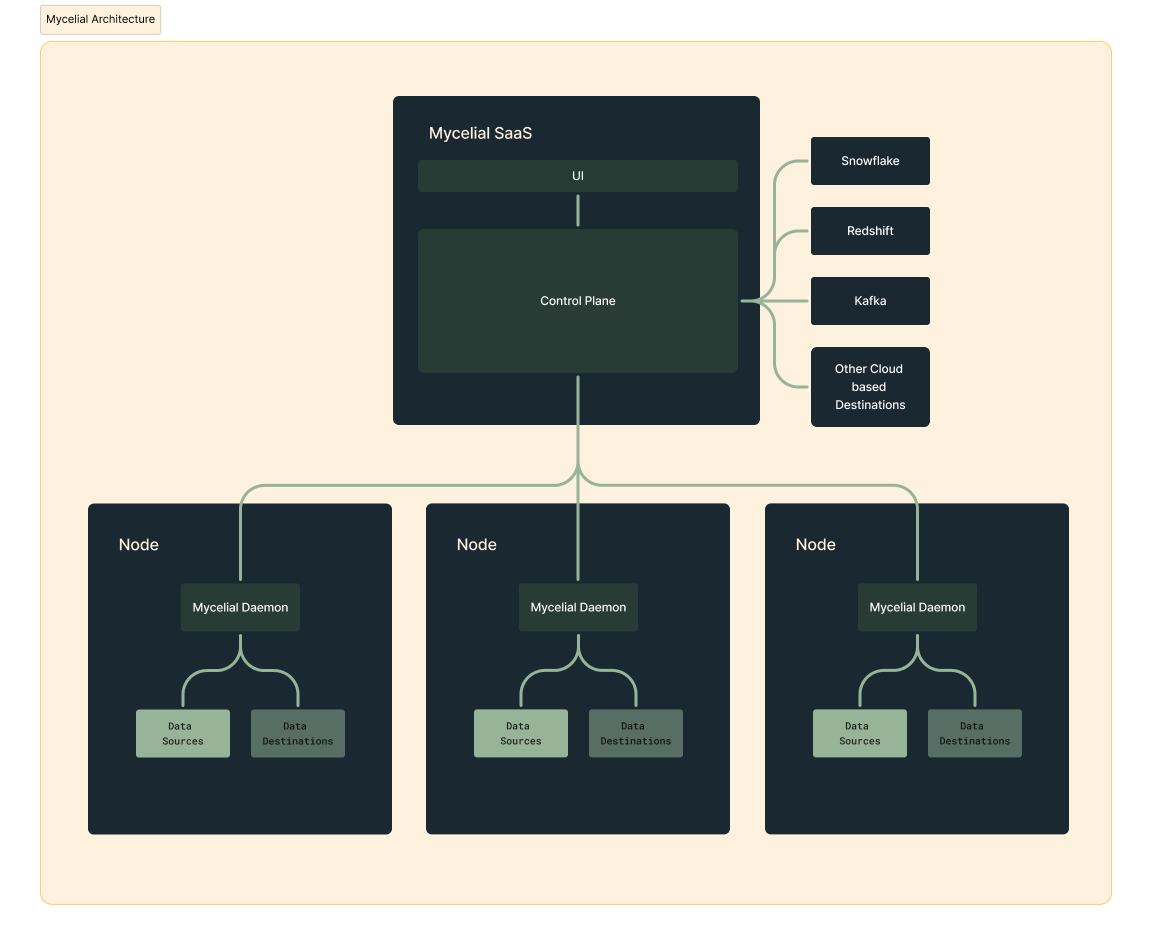 Mycelial Architecture
Mycelial SaaS
UI
Control Plane
Snowflake
Redshift
Kafka
Other Cloud
based
Destinations
Node
Mycelial Daemon
Data
Sources
Data
Destinations
Node
Mycelial Daemon
Data
Sources
Data
Destinations
Node
Mycelial Daemon
Data
Sources
Data
Destinations